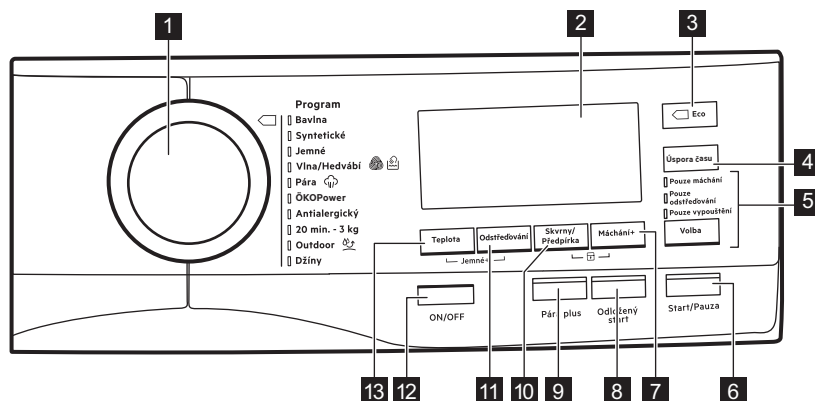 1
2
3
Program
Bavlna
Syntetické
Jemné
Vlna/Hedvábí
Pára
ÖKOPower
Antialergický
20 min. - 3 kg
Outdoor
Džíny
Eco
Úspora času
4
Pouze máchání
Pouze
odstřeďování
Pouze vypouštění
5
Volba
Teplota
Odstřeďování
Skvrny/
Předpírka
Máchání+
Jemné+
ON/OFF
Pára plus
Odložený
start
Start/Pauza
13
12
11
10
9
8
7
6